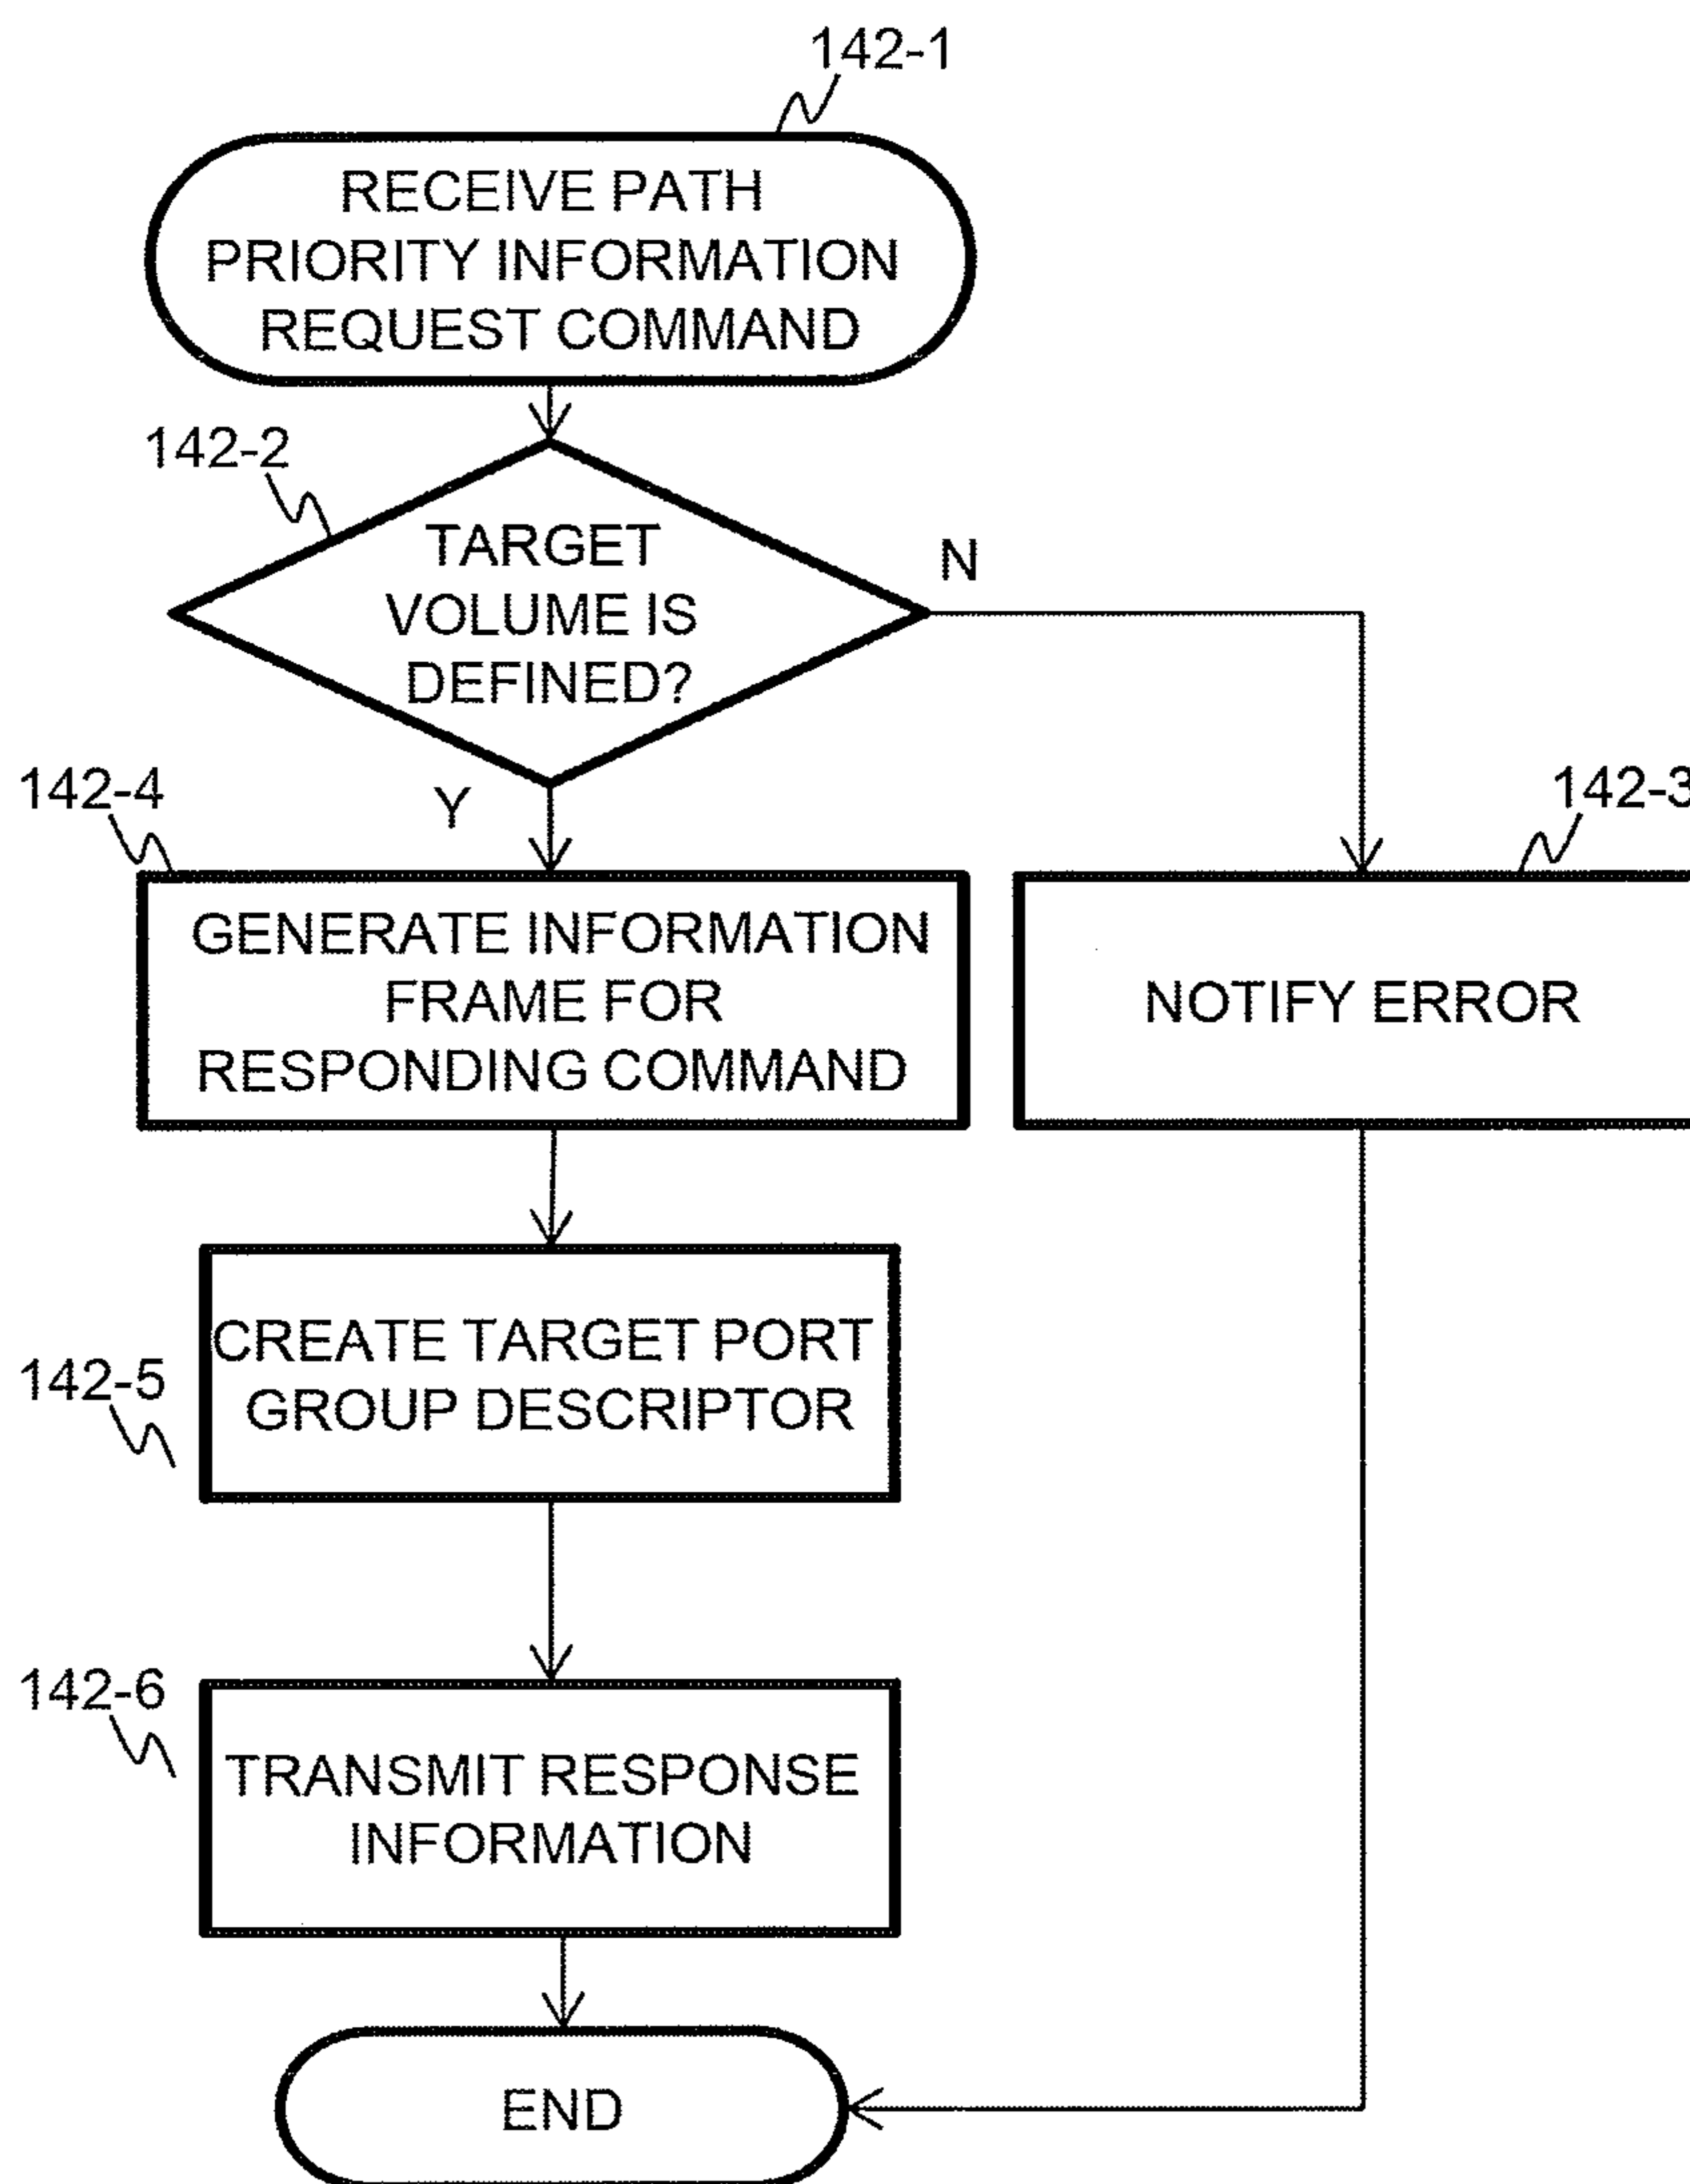 142-1
RECEIVE PATH
PRIORITY INFORMATION
REQUEST COMMAND
142-2
TARGET
VOLUME IS
DEFINED?
N
Y
142-4
GENERATE INFORMATION
FRAME FOR
RESPONDING COMMAND
142-3
NOTIFY ERROR
142-5
CREATE TARGET PORT
GROUP DESCRIPTOR
142-6
TRANSMIT RESPONSE
INFORMATION
END